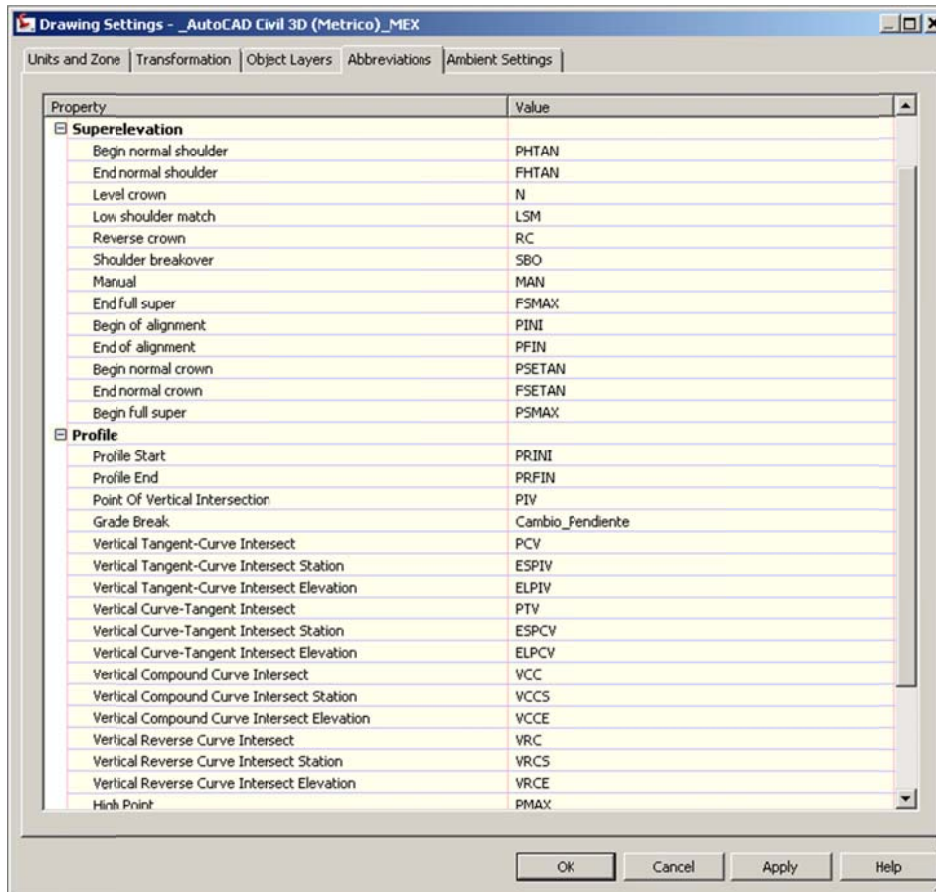 Drawing Settings - _AutoCAD Civil 3D (Metrico)_MEX
Units and Zone Transformation Object Layers Abbreviations Ambient Settings
Property Value
Superelevation
Begin normal shoulder PHTAN
End normal shoulder FHTAN
Level crown N
Low shoulder match LSM
Reverse crown RC
Shoulder breakover SBO
Manual MAN
End full super FSMAX
Begin of alignment PINI
End of alignment PFIN
Begin normal crown PSETAN
End normal crown FSETAN
Begin full super PSMAX
Profile
Profile Start PRINI
Profile End PRFIN
Point Of Vertical Intersection PIV
Grade Break Cambio_Pendiente
Vertical Tangent-Curve Intersect PCV
Vertical Tangent-Curve Intersect Station ESPIV
Vertical Tangent-Curve Intersect Elevation ELPIV
Vertical Curve-Tangent Intersect PTV
Vertical Curve-Tangent Intersect Station ESPCV
Vertical Curve-Tangent Intersect Elevation ELPCV
Vertical Compound Curve Intersect VCC
Vertical Compound Curve Intersect Station VCCS
Vertical Compound Curve Intersect Elevation VCCE
Vertical Reverse Curve Intersect VRC
Vertical Reverse Curve Intersect Station VRCS
Vertical Reverse Curve Intersect Elevation VRCE
High Point PMAX
OK Cancel Apply Help